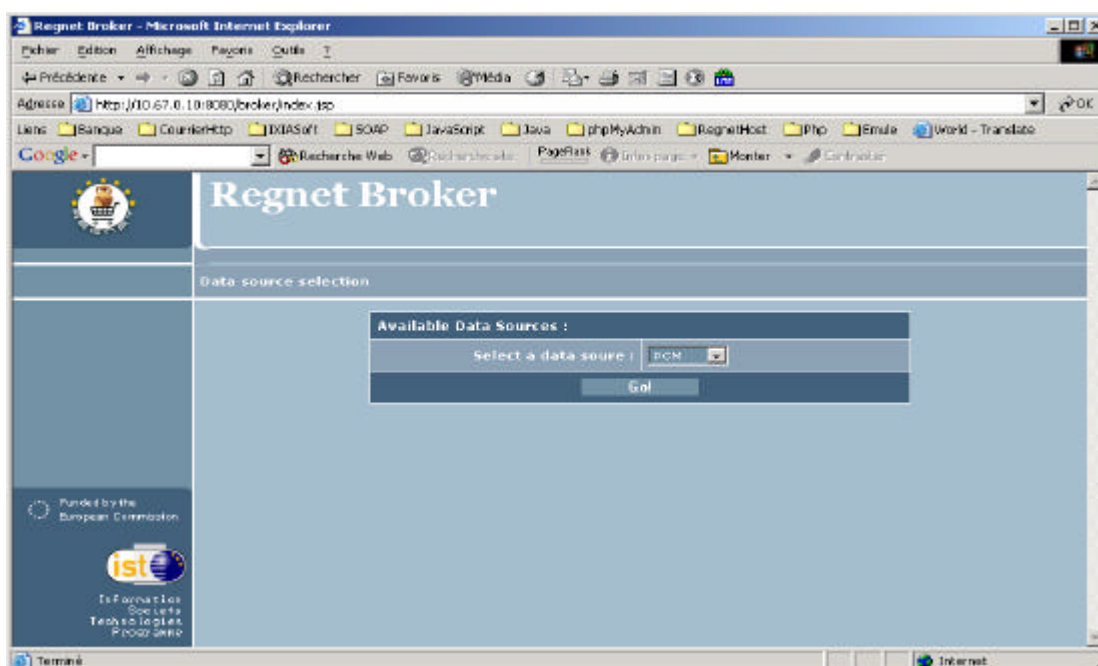 Regnet Broker - Microsoft Internet Explorer
Fichier Edition Affichage Favoris Outils ?
Précédente Rechercher Favoris Média
Adresse http://10.67.0.10:8080/broker/index.jsp OK
Liens Banque CourrierHttp IXIASoft SOAP JavaScript Java phpMyAdmin RegnetHost Php Emule World - Translate
Google Recherche Web PageRank Monter
Regnet Broker
Data source selection
Available Data Sources :
Select a data soure :
Go!
Funded by the
European Commission
ist
Information
Society
Technologies
Programme
Terminé Internet